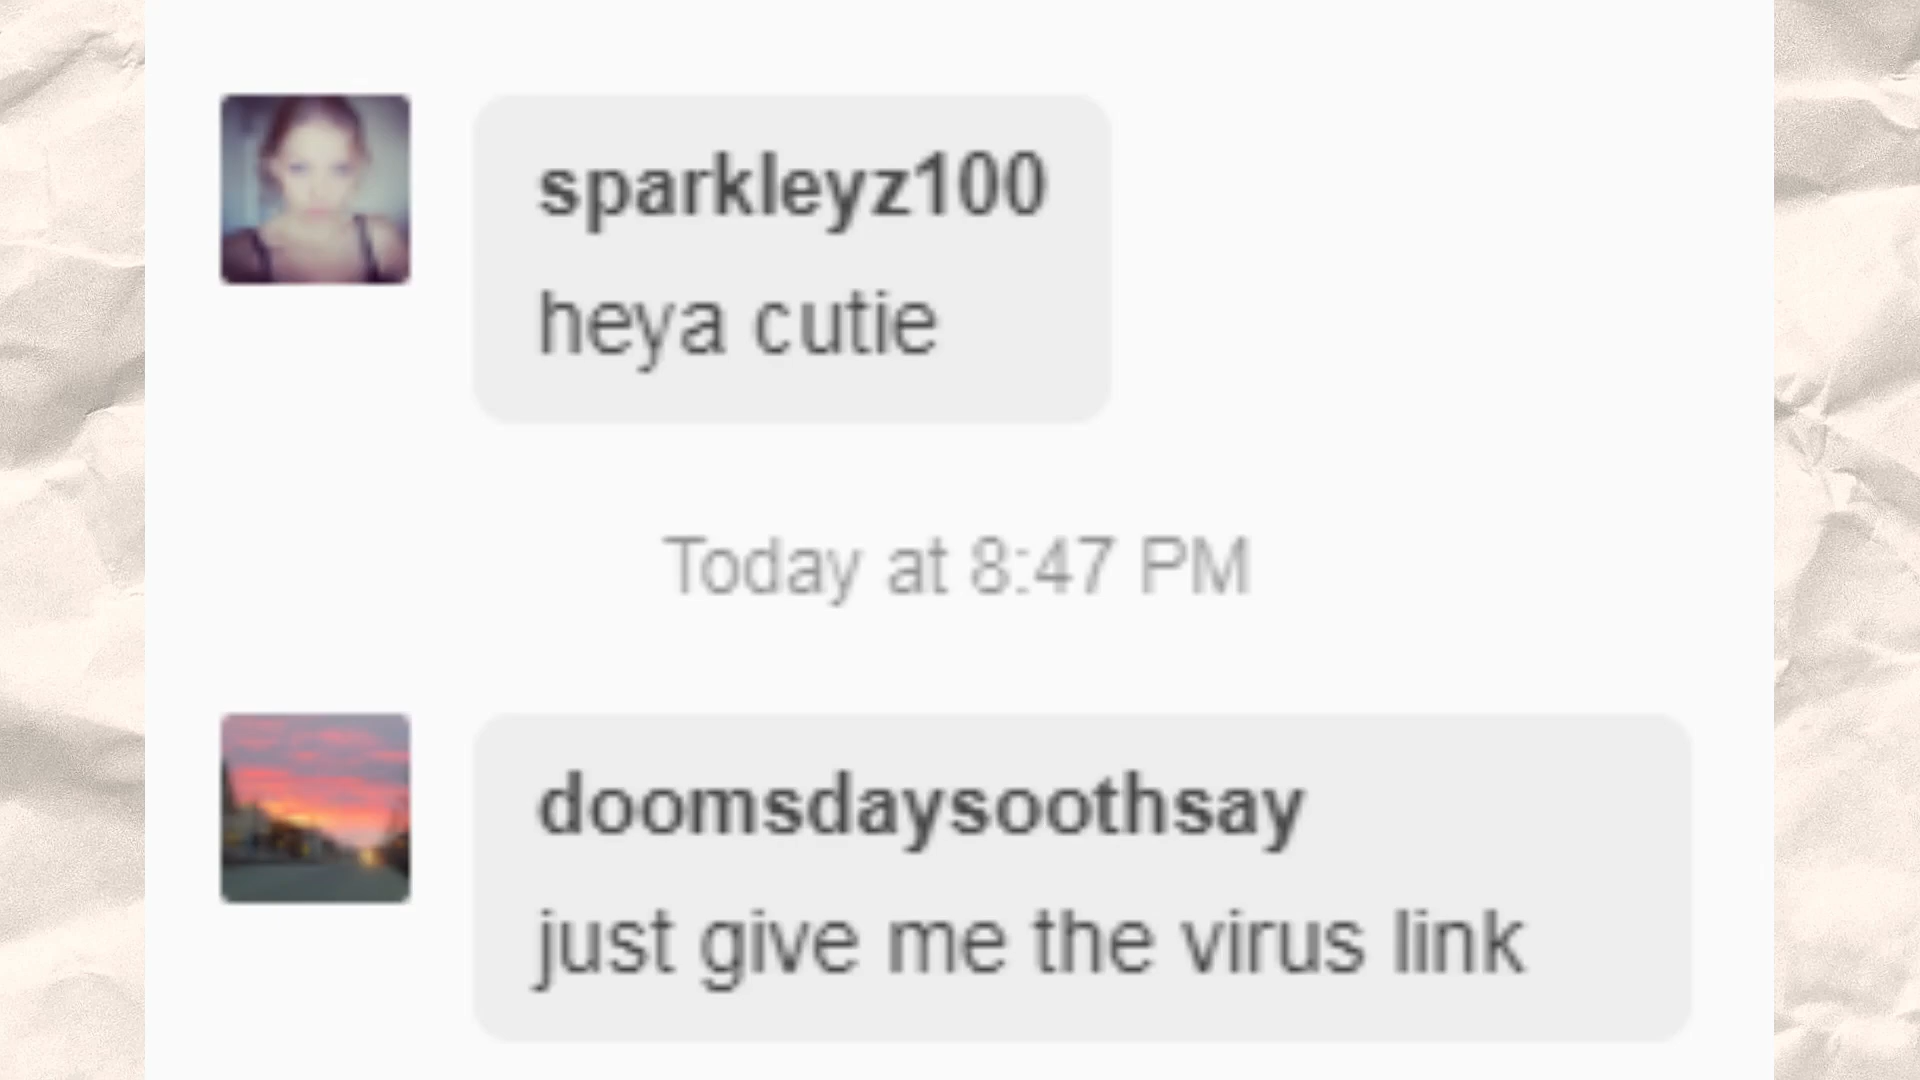 sparkleyz100
heya cutie
Today at 8:47 PM
doomsdaysoothsay
just give me the virus link